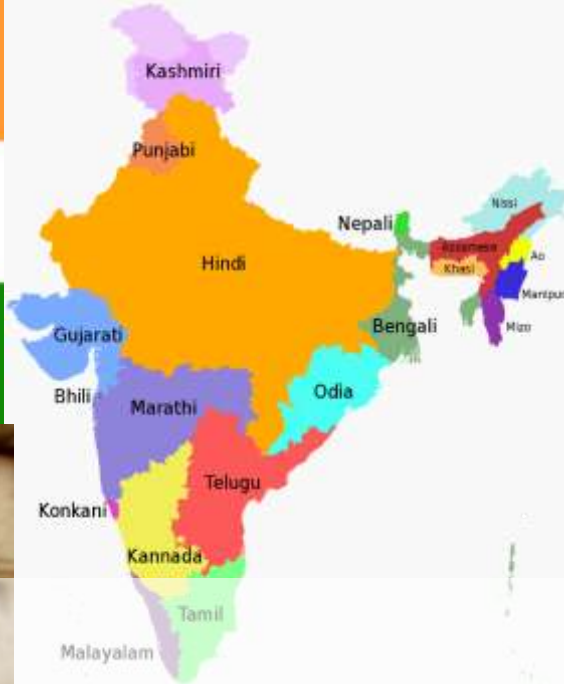 Kashmiri
Punjabi
Nepali
Nissi
Hindi
Assamese
Ao
Khasi
Manipur
Gujarati
Bengali
Mizo
Bhili
Marathi
Odia
Telugu
Konkani
Kannada
Tamil
Malayalam